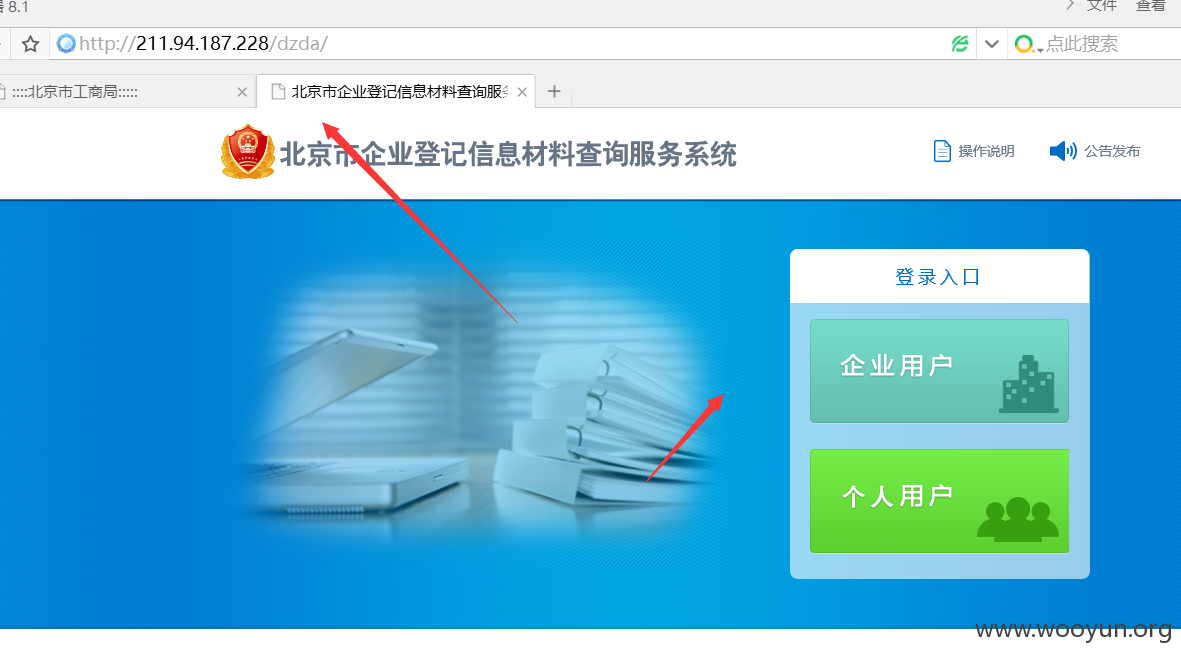 8.1
文件 查看
http://211.94.187.228/dzda/
点此搜索
::::北京市工商局:::::
北京市企业登记信息材料查询服务
北京市企业登记信息材料查询服务系统
操作说明
公告发布
登录入口
企业用户
个人用户
www.wooyun.org